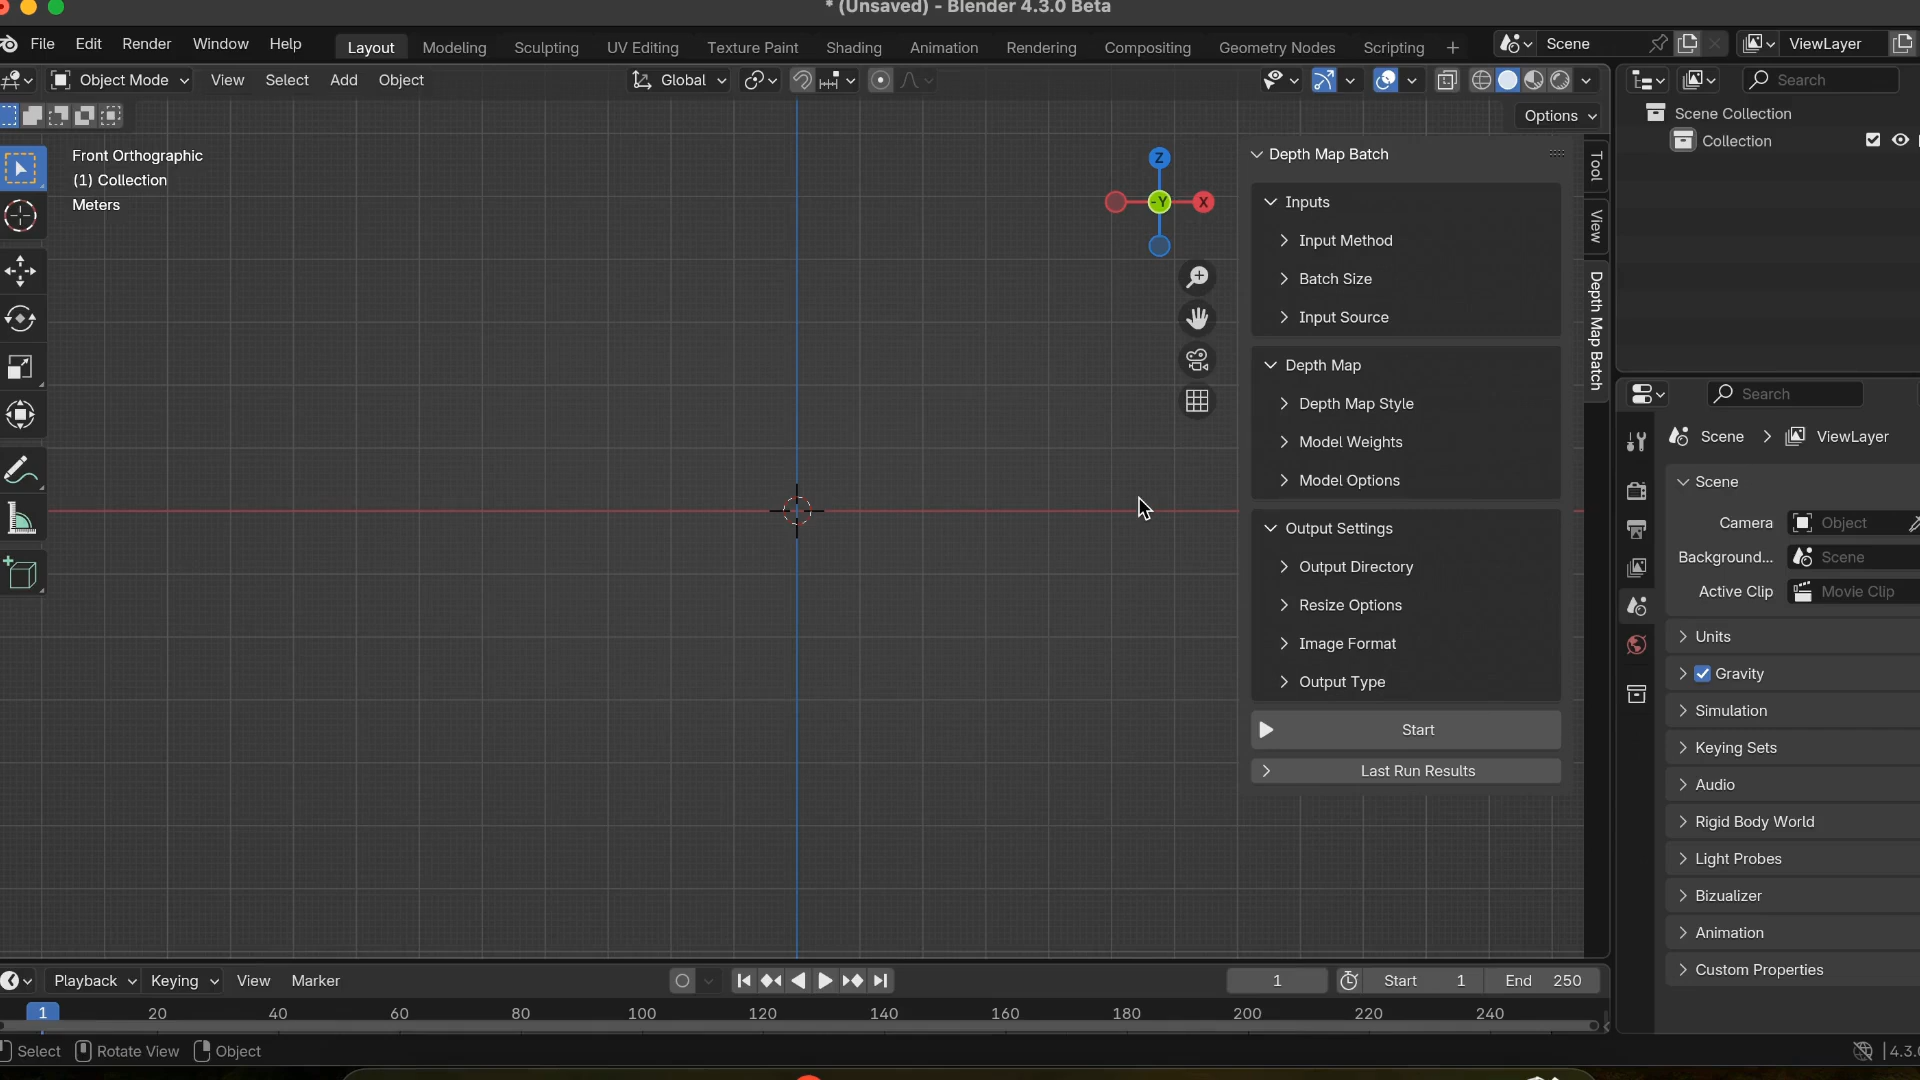 * (Unsaved) - Blender 4.3.0 Beta
File Edit Render Window Help Layout Modeling Sculpting UV Editing Texture Paint Shading Animation Rendering Compositing Geometry Nodes Scripting + Scene ViewLayer
Object Mode View Select Add Object Global Search
Options
Scene Collection
Collection
Front Orthographic
(1) Collection
Meters
Z
-Y
X
Depth Map Batch
Inputs
Input Method
Batch Size
Input Source
Depth Map
Depth Map Style
Model Weights
Model Options
Output Settings
Output Directory
Resize Options
Image Format
Output Type
Start
Last Run Results
Tool
View
Depth Map Batch
Search
Scene ViewLayer
Scene
Camera Object
Background... Scene
Active Clip Movie Clip
Units
Gravity
Simulation
Keying Sets
Audio
Rigid Body World
Light Probes
Bizualizer
Animation
Custom Properties
Playback Keying View Marker 1 Start 1 End 250
1 20 40 60 80 100 120 140 160 180 200 220 240
Select Rotate View Object 4.3.0